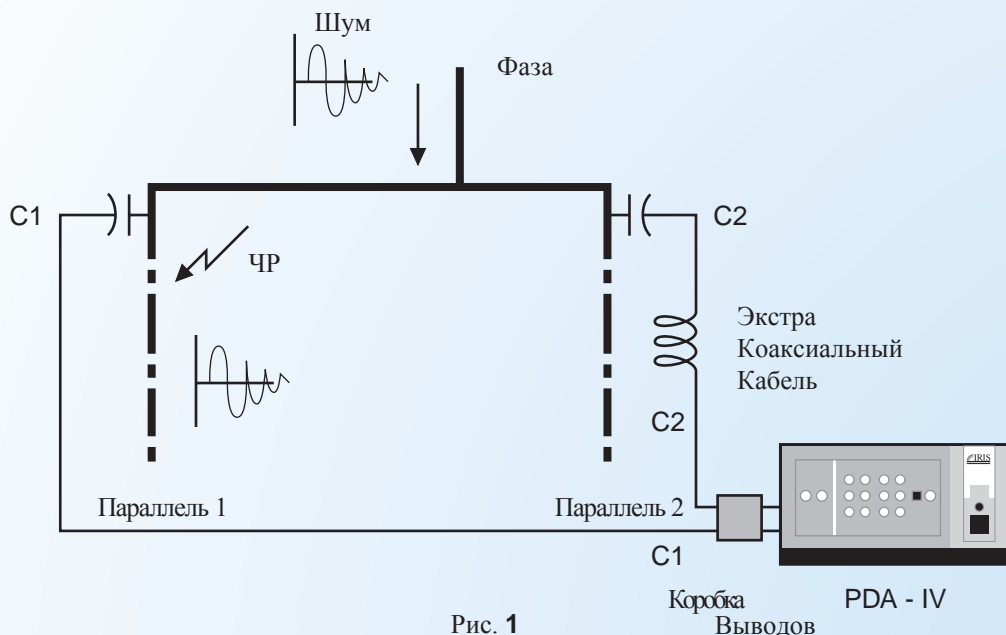 Шум
Фаза
C1
C2
ЧР
Экстра
Коаксиальный
Кабель
C2
IRIS
Параллель 1
Параллель 2
C1
Коробка
Выводов
PDA - IV
Рис. 1